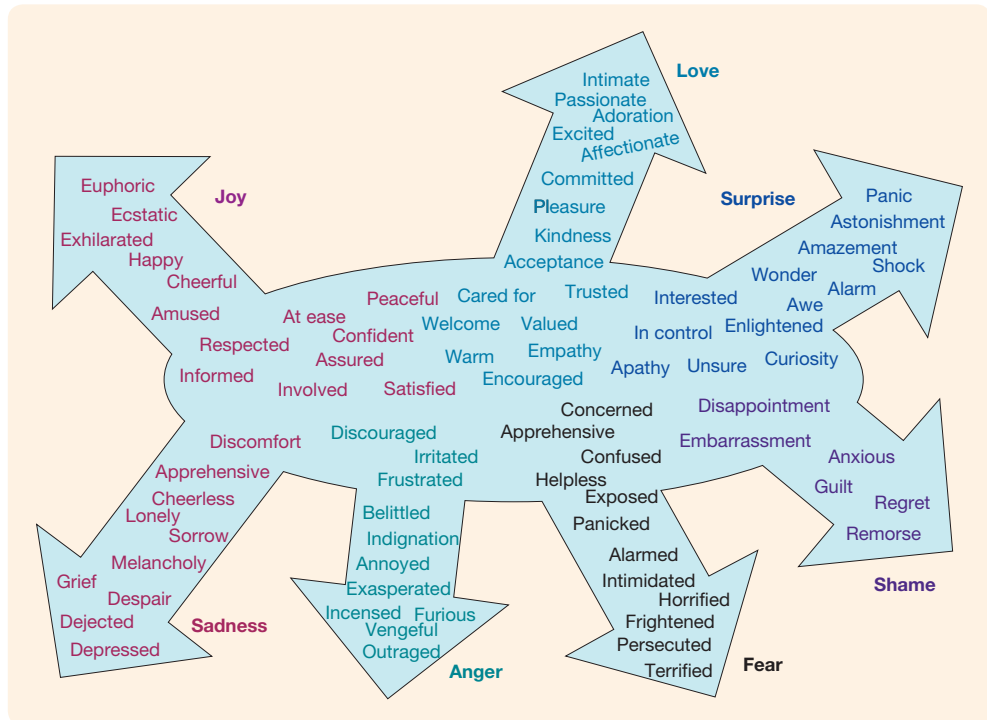 Love
Intimate
Passionate
Adoration
Excited
Affectionate
Committed
Pleasure
Kindness
Acceptance
Cared for
Trusted
Welcome
Valued
Warm
Empathy
Encouraged
Joy
Euphoric
Ecstatic
Exhilarated
Happy
Cheerful
Amused
Respected
Informed
Peaceful
At ease
Confident
Assured
Involved
Satisfied
Surprise
Panic
Astonishment
Amazement
Shock
Wonder
Alarm
Awe
Interested
In control
Enlightened
Apathy
Unsure
Curiosity
Discomfort
Apprehensive
Cheerless
Lonely
Sorrow
Melancholy
Grief
Despair
Dejected
Depressed
Sadness
Discouraged
Irritated
Frustrated
Belittled
Indignation
Annoyed
Exasperated
Incensed
Furious
Vengeful
Outraged
Anger
Concerned
Apprehensive
Confused
Helpless
Exposed
Panicked
Alarmed
Intimidated
Horrified
Frightened
Persecuted
Terrified
Fear
Disappointment
Embarrassment
Anxious
Guilt
Regret
Remorse
Shame